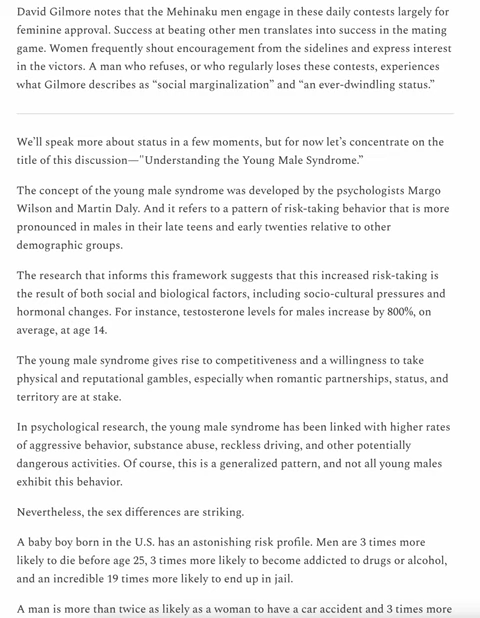 David Gilmore notes that the Mehinaku men engage in these daily contests largely for
feminine approval. Success at beating other men translates into success in the mating
game. Women frequently shout encouragement from the sidelines and express interest
in the victors. A man who refuses, or who regularly loses these contests, experiences
what Gilmore describes as “social marginalization” and “an ever-dwindling status.”
We’ll speak more about status in a few moments, but for now let’s concentrate on the
title of this discussion—"Understanding the Young Male Syndrome.”
The concept of the young male syndrome was developed by the psychologists Margo
Wilson and Martin Daly. And it refers to a pattern of risk-taking behavior that is more
pronounced in males in their late teens and early twenties relative to other
demographic groups.
The research that informs this framework suggests that this increased risk-taking is
the result of both social and biological factors, including socio-cultural pressures and
hormonal changes. For instance, testosterone levels for males increase by 800%, on
average, at age 14.
The young male syndrome gives rise to competitiveness and a willingness to take
physical and reputational gambles, especially when romantic partnerships, status, and
territory are at stake.
In psychological research, the young male syndrome has been linked with higher rates
of aggressive behavior, substance abuse, reckless driving, and other potentially
dangerous activities. Of course, this is a generalized pattern, and not all young males
exhibit this behavior.
Nevertheless, the sex differences are striking.
A baby boy born in the U.S. has an astonishing risk profile. Men are 3 times more
likely to die before age 25, 3 times more likely to become addicted to drugs or alcohol,
and an incredible 19 times more likely to end up in jail.
A man is more than twice as likely as a woman to have a car accident and 3 times more